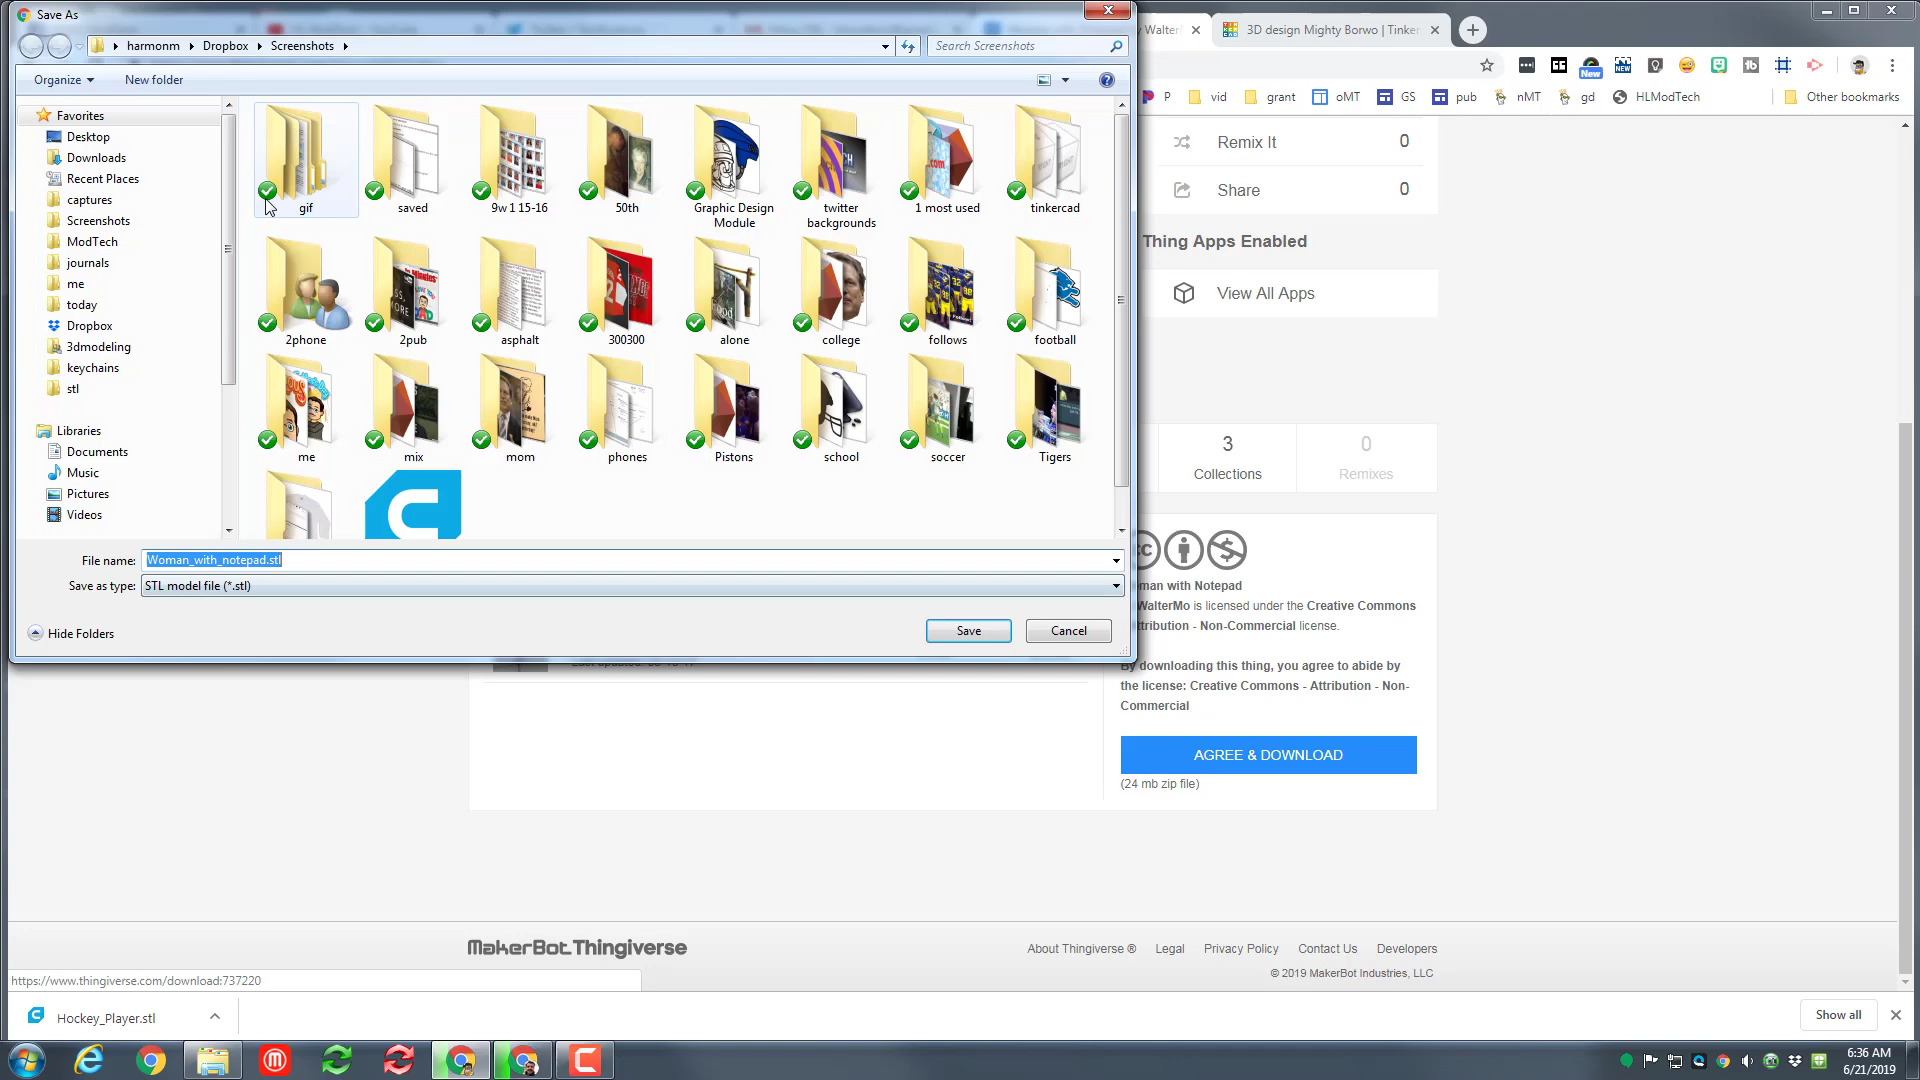 Save As
Walter
3D design Mighty Borwo | Tinker
harmonm
Dropbox
Screenshots
Search Screenshots
Organize
New folder
New
NEW
P
vid
grant
oMT
GS
pub
nMT
gd
HLModTech
Other bookmarks
Favorites
Desktop
Downloads
Recent Places
captures
Screenshots
ModTech
journals
me
today
Dropbox
3dmodeling
keychains
stl
Libraries
Documents
Music
Pictures
Videos
gif
saved
9w 1 15-16
50th
Graphic Design Module
twitter backgrounds
1 most used
tinkercad
2phone
2pub
asphalt
300300
alone
college
follows
football
me
mix
mom
phones
Pistons
school
soccer
Tigers
File name:
Woman_with_notepad.stl
Save as type:
STL model file (*.stl)
Hide Folders
Save
Cancel
Remix It
0
Share
0
Thing Apps Enabled
View All Apps
3
Collections
0
Remixes
cc
man with Notepad
WalterMo is licensed under the Creative Commons
ttribution - Non-Commercial license.
By downloading this thing, you agree to abide by
the license: Creative Commons - Attribution - Non-
Commercial
AGREE & DOWNLOAD
(24 mb zip file)
MakerBot Thingiverse
About Thingiverse ®
Legal
Privacy Policy
Contact Us
Developers
© 2019 MakerBot Industries, LLC
https://www.thingiverse.com/download:737220
Hockey_Player.stl
Show all
6:36 AM
6/21/2019